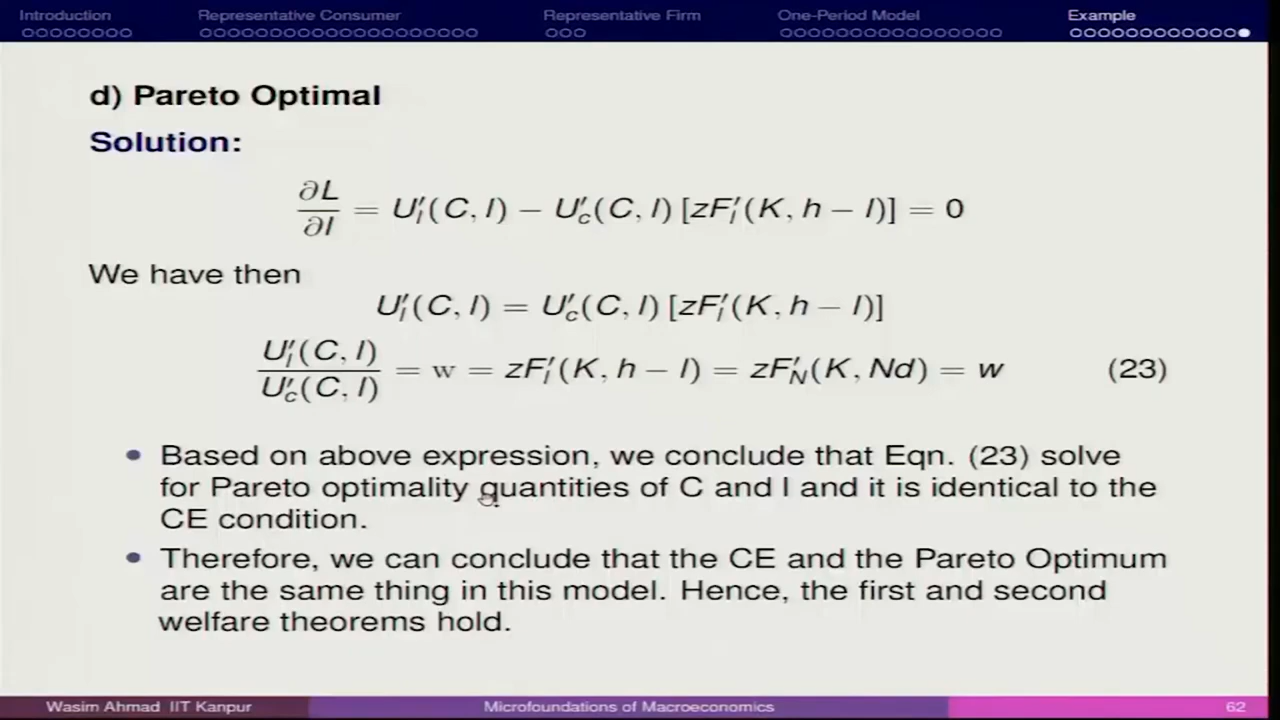 Introduction Representative Consumer Representative Firm One-Period Model Example
d) Pareto Optimal
Solution:
∂L/∂l = U′l(C, l) − U′c(C, l) [zF′l(K, h − l)] = 0
We have then
U′l(C, l) = U′c(C, l) [zF′l(K, h − l)]
U′l(C, l)/U′c(C, l) = w = zF′l(K, h − l) = zF′N(K, Nd) = w (23)
Based on above expression, we conclude that Eqn. (23) solve
for Pareto optimality quantities of C and l and it is identical to the
CE condition.
Therefore, we can conclude that the CE and the Pareto Optimum
are the same thing in this model. Hence, the first and second
welfare theorems hold.
Wasim Ahmad IIT Kanpur Microfoundations of Macroeconomics 62